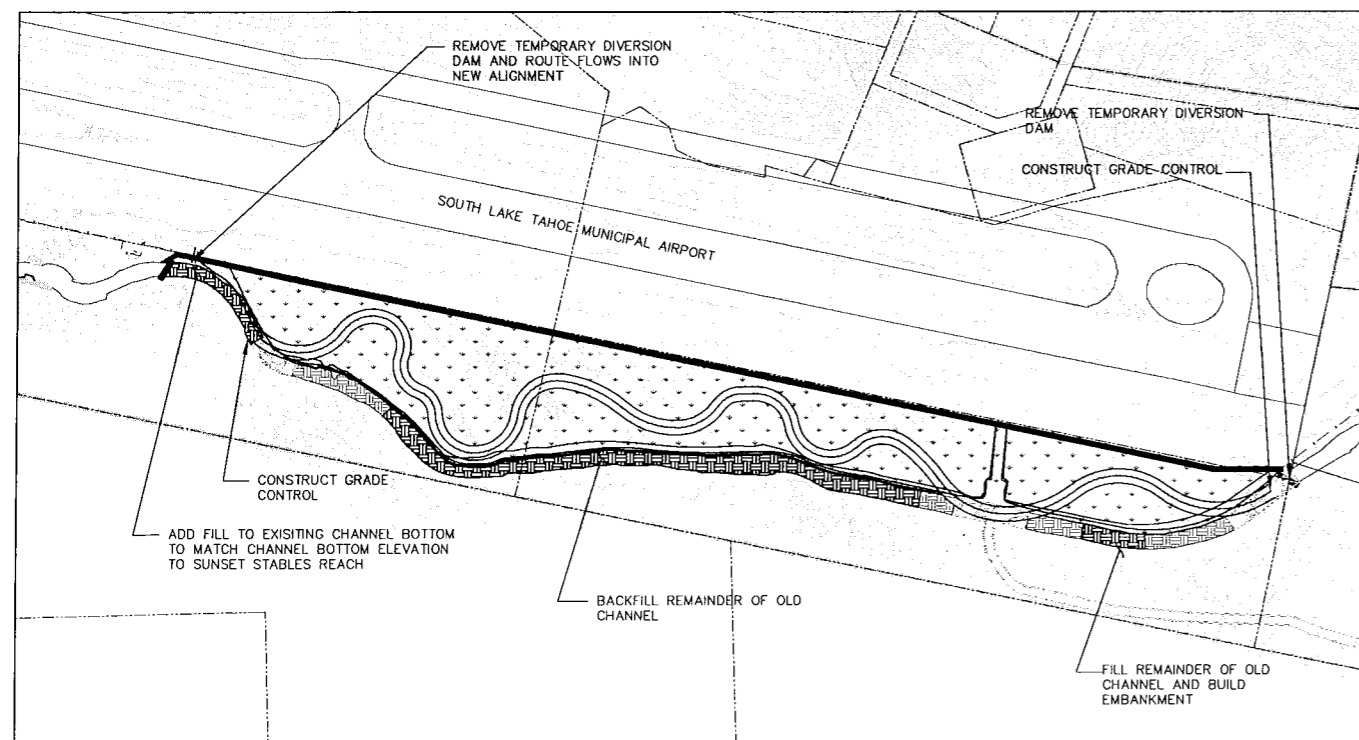 REMOVE TEMPORARY DIVERSION
DAM AND ROUTE FLOWS INTO
NEW ALIGNMENT
REMOVE TEMPORARY DIVERSION
DAM
CONSTRUCT GRADE CONTROL
SOUTH LAKE TAHOE MUNICIPAL AIRPORT
CONSTRUCT GRADE
CONTROL
ADD FILL TO EXISITING CHANNEL BOTTOM
TO MATCH CHANNEL BOTTOM ELEVATION
TO SUNSET STABLES REACH
BACKFILL REMAINDER OF OLD
CHANNEL
FILL REMAINDER OF OLD
CHANNEL AND BUILD
EMBANKMENT